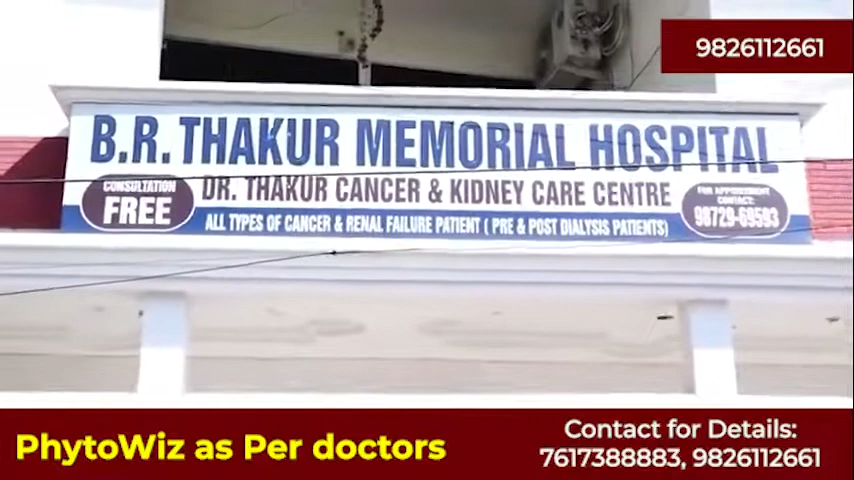 9826112661
B.R. THAKUR MEMORIAL HOSPITAL
DR. THAKUR CANCER & KIDNEY CARE CENTRE
CONSULTATION
FREE
FOR APPOINTMENT
CONTACT:
98729-69593
ALL TYPES OF CANCER & RENAL FAILURE PATIENT ( PRE & POST DIALYSIS PATIENTS)
PhytoWiz as Per doctors
Contact for Details:
7617388883, 9826112661